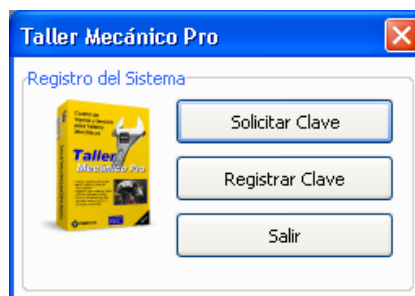 Taller Mecánico Pro
Registro del Sistema
Solicitar Clave
Registrar Clave
Salir
Taller
Mecánico Pro